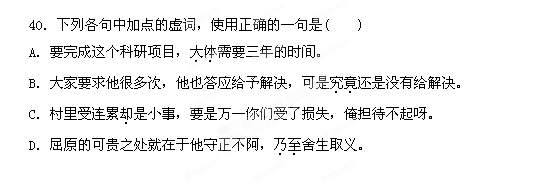 40. 下列各句中加点的虚词，使用正确的一句是(　　)
A. 要完成这个科研项目，大体需要三年的时间。
B. 大家要求他很多次，他也答应给予解决，可是究竟还是没有给解决。
C. 村里受连累却是小事，要是万一你们受了损失，俺担待不起呀。
D. 屈原的可贵之处就在于他守正不阿，乃至舍生取义。